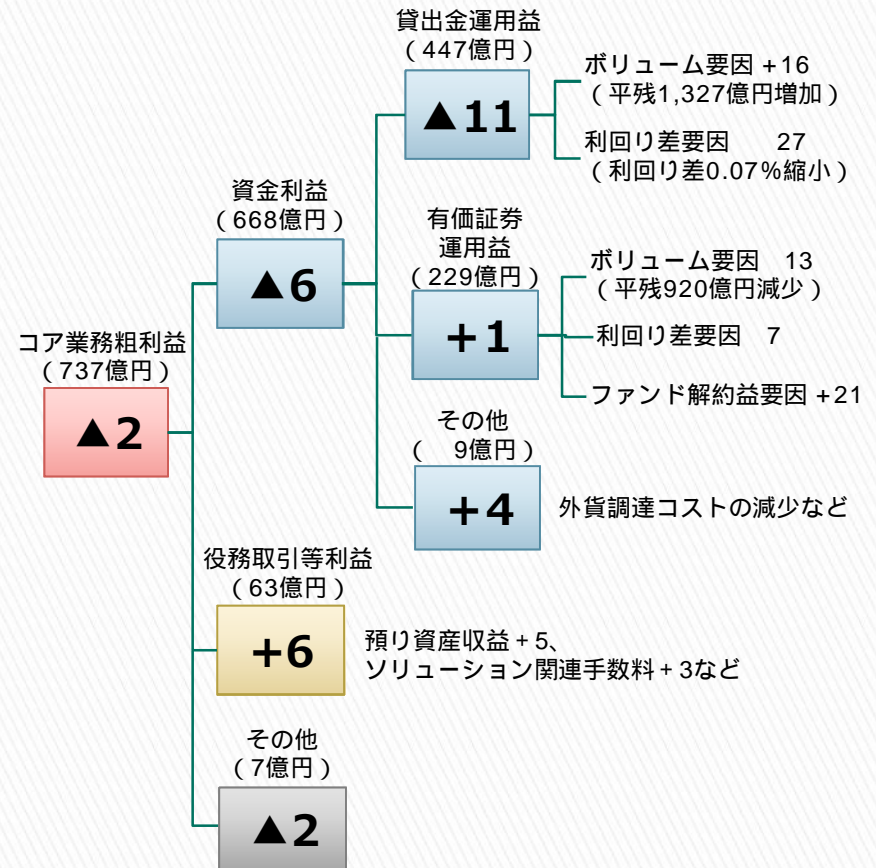 コア業務粗利益
（737億円）
▲2
資金利益
（668億円）
▲6
貸出金運用益
（447億円）
▲11
ボリューム要因 +16
（平残1,327億円増加）
利回り差要因　27
（利回り差0.07%縮小）
有価証券
運用益
（229億円）
+1
ボリューム要因　13
（平残920億円減少）
利回り差要因　7
ファンド解約益要因 +21
その他
（　9億円）
+4
外貨調達コストの減少など
役務取引等利益
（63億円）
+6
預り資産収益＋5、
ソリューション関連手数料＋3など
その他
（7億円）
▲2